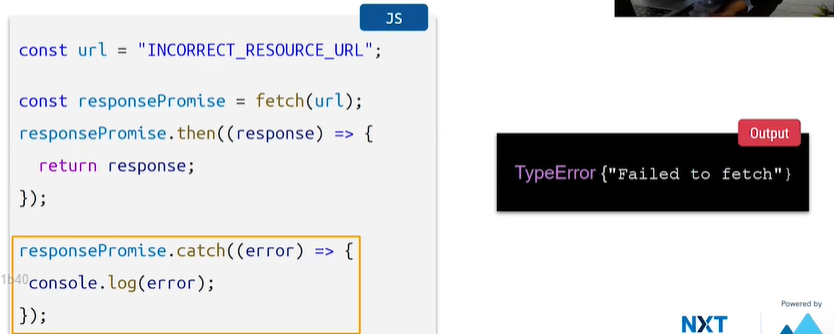 JS
const url = "INCORRECT_RESOURCE_URL";
const responsePromise = fetch(url);
responsePromise.then((response) => {
  return response;
});
responsePromise.catch((error) => {
1b40
console.log(error);
});
Output
TypeError {"Failed to fetch"}
Powered by
NXT